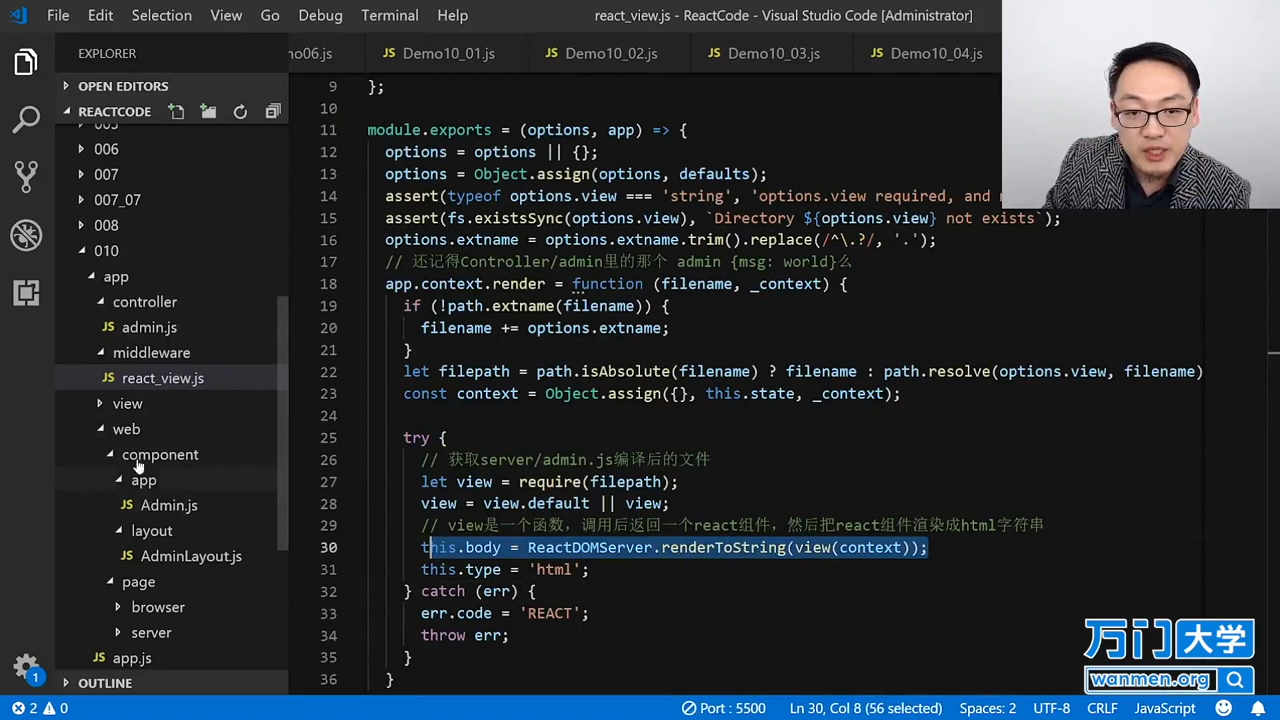 File Edit Selection View Go Debug Terminal Help react_view.js - ReactCode - Visual Studio Code [Administrator]
EXPLORER
mo06.js Demo10_01.js Demo10_02.js Demo10_03.js Demo10_04.js
OPEN EDITORS
REACTCODE
005
006
007
007_07
008
010
app
controller
JS admin.js
middleware
JS react_view.js
view
web
component
app
JS Admin.js
layout
JS AdminLayout.js
page
browser
server
JS app.js
OUTLINE
9 };
10
11 module.exports = (options, app) => {
12 options = options || {};
13 options = Object.assign(options, defaults);
14 assert(typeof options.view === 'string', 'options.view required, and m
15 assert(fs.existsSync(options.view), `Directory ${options.view} not exists`);
16 options.extname = options.extname.trim().replace(/^\.?/, '.');
17 // 还记得Controller/admin里的那个 admin {msg: world}么
18 app.context.render = function (filename, _context) {
19 if (!path.extname(filename)) {
20 filename += options.extname;
21 }
22 let filepath = path.isAbsolute(filename) ? filename : path.resolve(options.view, filename)
23 const context = Object.assign({}, this.state, _context);
24
25 try {
26 // 获取server/admin.js编译后的文件
27 let view = require(filepath);
28 view = view.default || view;
29 // view是一个函数，调用后返回一个react组件，然后把react组件渲染成html字符串
30 this.body = ReactDOMServer.renderToString(view(context));
31 this.type = 'html';
32 } catch (err) {
33 err.code = 'REACT';
34 throw err;
35 }
36 }
万门大学
wanmen.org
1
2 0 Port : 5500 Ln 30, Col 8 (56 selected) Spaces: 2 UTF-8 CRLF JavaScript